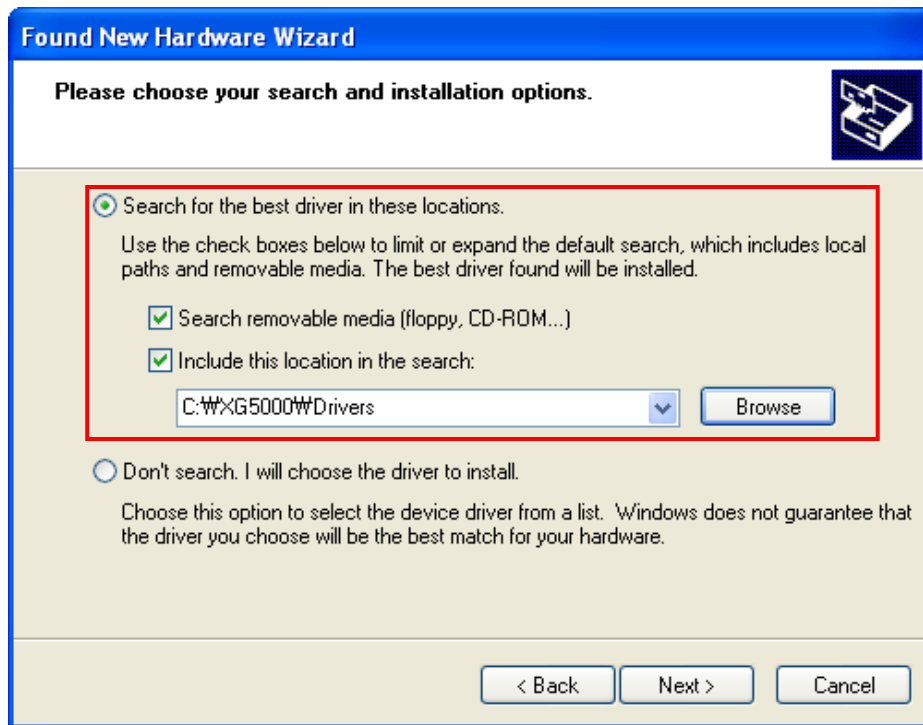 Found New Hardware Wizard
Please choose your search and installation options.
Search for the best driver in these locations.
Use the check boxes below to limit or expand the default search, which includes local
paths and removable media. The best driver found will be installed.
Search removable media (floppy, CD-ROM...)
Include this location in the search:
C:₩XG5000₩Drivers
Browse
Don't search. I will choose the driver to install.
Choose this option to select the device driver from a list. Windows does not guarantee that
the driver you choose will be the best match for your hardware.
< Back
Next >
Cancel